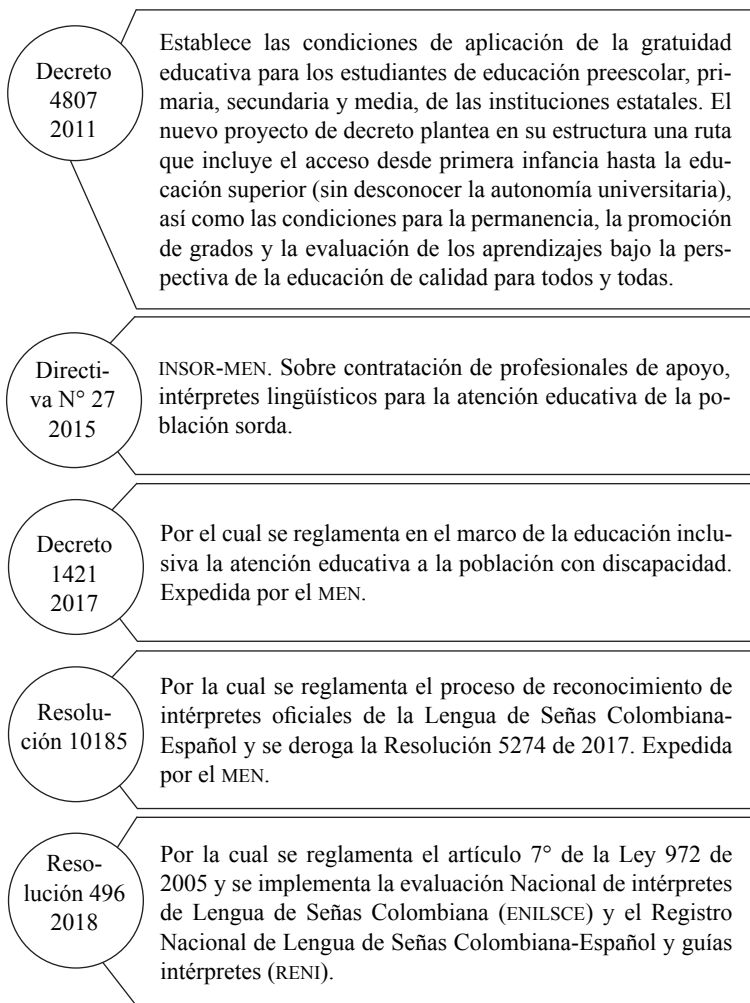 Decreto
4807
2011
Establece las condiciones de aplicación de la gratuidad
educativa para los estudiantes de educación preescolar, pri-
maria, secundaria y media, de las instituciones estatales. El
nuevo proyecto de decreto plantea en su estructura una ruta
que incluye el acceso desde primera infancia hasta la edu-
cación superior (sin desconocer la autonomía universitaria),
así como las condiciones para la permanencia, la promoción
de grados y la evaluación de los aprendizajes bajo la pers-
pectiva de la educación de calidad para todos y todas.
Directi-
va N° 27
2015
INSOR-MEN. Sobre contratación de profesionales de apoyo,
intérpretes lingüísticos para la atención educativa de la po-
blación sorda.
Decreto
1421
2017
Por el cual se reglamenta en el marco de la educación inclu-
siva la atención educativa a la población con discapacidad.
Expedida por el MEN.
Resolu-
ción 10185
Por la cual se reglamenta el proceso de reconocimiento de
intérpretes oficiales de la Lengua de Señas Colombiana-
Español y se deroga la Resolución 5274 de 2017. Expedida
por el MEN.
Reso-
lución 496
2018
Por la cual se reglamenta el artículo 7° de la Ley 972 de
2005 y se implementa la evaluación Nacional de intérpretes
de Lengua de Señas Colombiana (ENILSCE) y el Registro
Nacional de Lengua de Señas Colombiana-Español y guías
intérpretes (RENI).